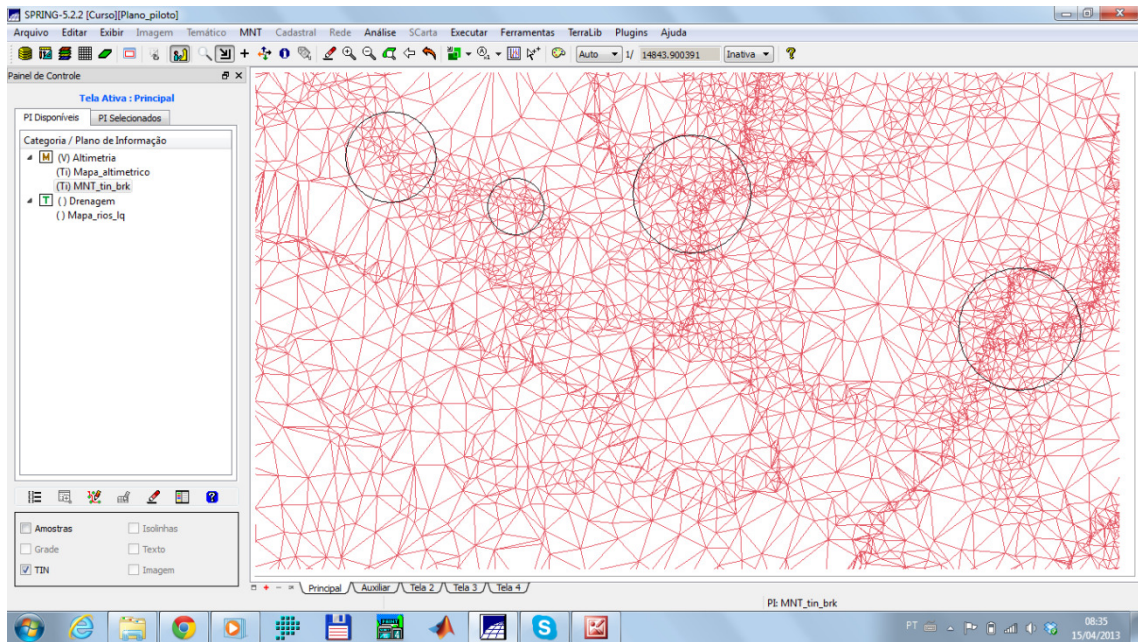 SPRING-5.2.2 [Curso][Plano_piloto]
Arquivo Editar Exibir Imagem Temático MNT Cadastral Rede Análise SCarta Executar Ferramentas TerraLib Plugins Ajuda
Auto 1/ 14843.900391 Inativa
Painel de Controle
Tela Ativa : Principal
PI Disponíveis PI Selecionados
Categoria / Plano de Informação
M (V) Altimetria
(Ti) Mapa_altimetrico
(Ti) MNT_tin_brk
T () Drenagem
() Mapa_rios_lq
Amostras Isolinhas
Grade Texto
TIN Imagem
Principal Auxiliar Tela 2 Tela 3 Tela 4
PI: MNT_tin_brk
PT 08:35
15/04/2013